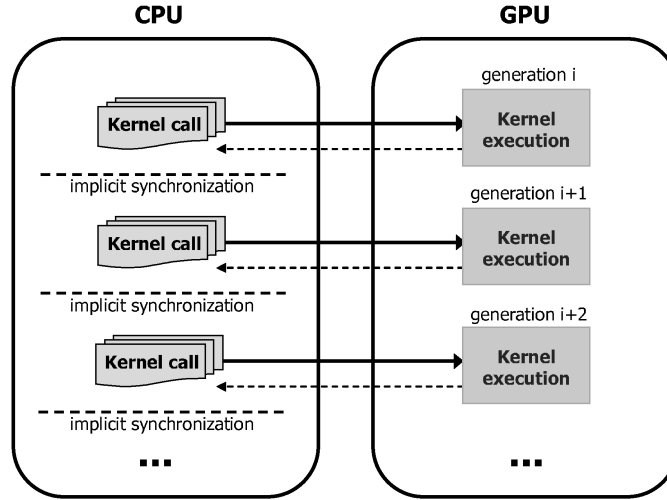 CPU
GPU
generation i
Kernel call
Kernel
execution
implicit synchronization
generation i+1
Kernel call
Kernel
execution
implicit synchronization
generation i+2
Kernel call
Kernel
execution
implicit synchronization
...
...